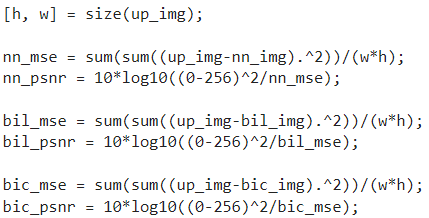 [h, w] = size(up_img);
nn_mse = sum(sum((up_img-nn_img).^2))/(w*h);
nn_psnr = 10*log10((0-256)^2/nn_mse);
bil_mse = sum(sum((up_img-bil_img).^2))/(w*h);
bil_psnr = 10*log10((0-256)^2/bil_mse);
bic_mse = sum(sum((up_img-bic_img).^2))/(w*h);
bic_psnr = 10*log10((0-256)^2/bic_mse);